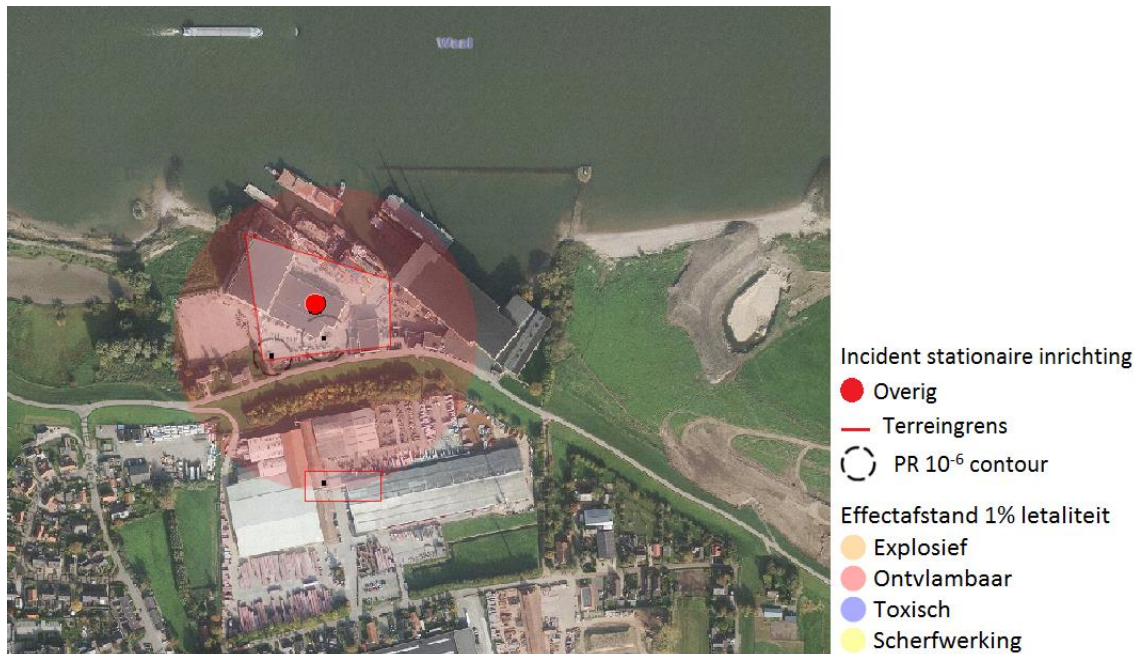 Waal
Incident stationaire inrichting
Overig
Terreingrens
PR 10⁻⁶ contour
Effectafstand 1% letaliteit
Explosief
Ontvlambaar
Toxisch
Scherfwerking